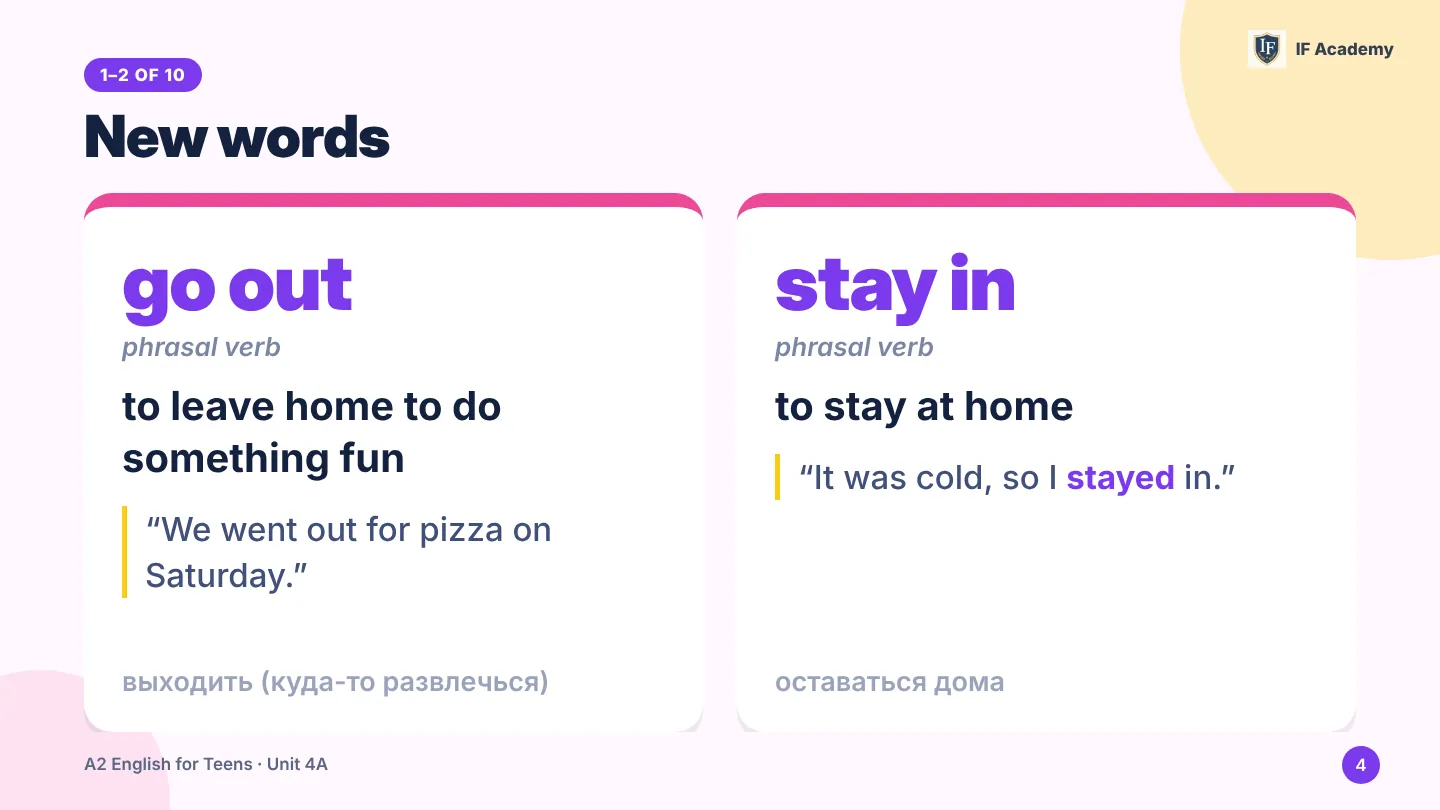 IF Academy
1–2 OF 10
New words
go out
phrasal verb
to leave home to do
something fun
“We went out for pizza on
Saturday.”
выходить (куда-то развлечься)
stay in
phrasal verb
to stay at home
“It was cold, so I stayed in.”
оставаться дома
A2 English for Teens · Unit 4A
4